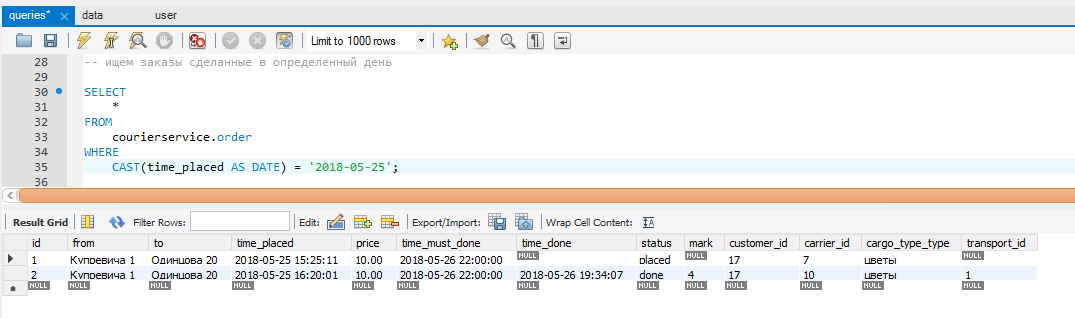 queries* data user
Limit to 1000 rows
28 -- ищем заказы сделанные в определенный день
29
30 SELECT
31 *
32 FROM
33 courierservice.order
34 WHERE
35 CAST(time_placed AS DATE) = '2018-05-25';
36
Result Grid Filter Rows: Edit: Export/Import: Wrap Cell Content: IA
id from to time_placed price time_must_done time_done status mark customer_id carrier_id cargo_type_type transport_id
1 Купревича 1 Одинцова 20 2018-05-25 15:25:11 10.00 2018-05-26 22:00:00 NULL placed NULL 17 7 цветы NULL
2 Купревича 1 Одинцова 20 2018-05-25 16:20:01 10.00 2018-05-26 22:00:00 2018-05-26 19:34:07 done 4 17 10 цветы 1
NULL NULL NULL NULL NULL NULL NULL NULL NULL NULL NULL NULL NULL